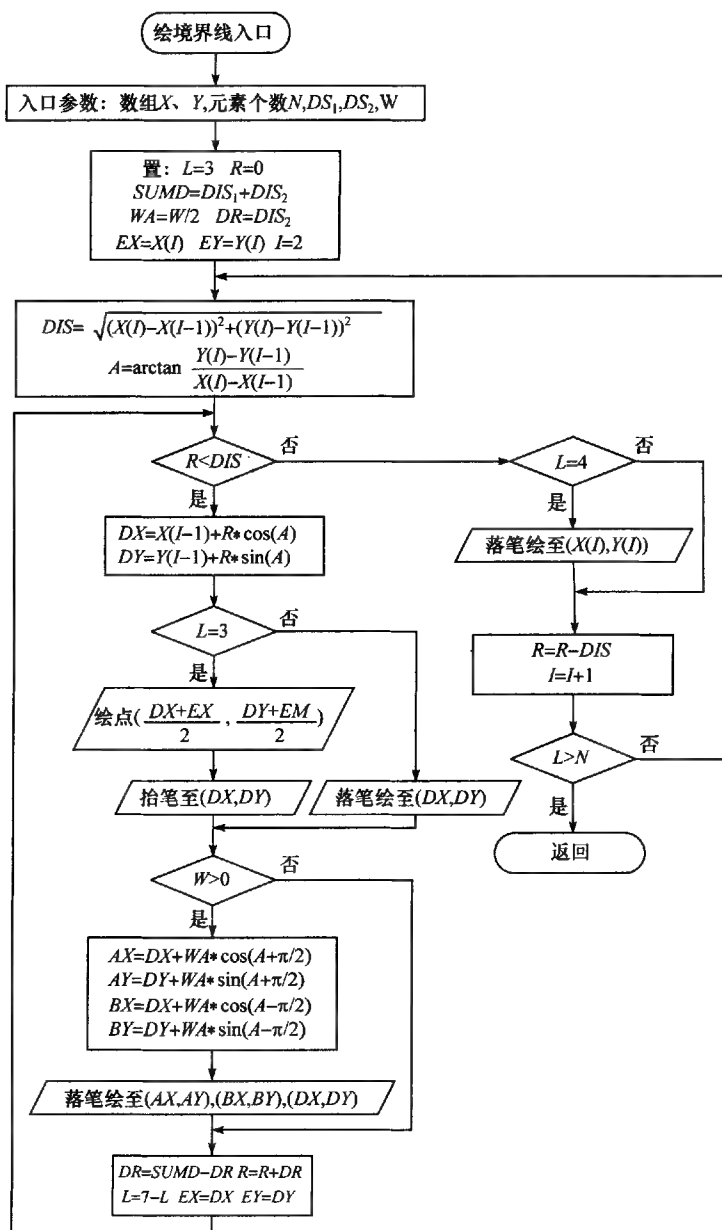 绘境界线入口
入口参数：数组X、Y,元素个数N,DS₁,DS₂,W
置：L=3 R=0
SUMD=DIS₁+DIS₂
WA=W/2 DR=DIS₂
EX=X(I) EY=Y(I) I=2
DIS= √(X(I)−X(I−1))²+(Y(I)−Y(I−1))²
A=arctan Y(I)−Y(I−1)
X(I)−X(I−1)
R<DIS
否
是
DX=X(I−1)+R*cos(A)
DY=Y(I−1)+R*sin(A)
L=3
否
是
绘点(DX+EX/2, DY+EM/2)
抬笔至(DX,DY)
落笔绘至(DX,DY)
W>0
否
是
AX=DX+WA*cos(A+π/2)
AY=DY+WA*sin(A+π/2)
BX=DX+WA*cos(A−π/2)
BY=DY+WA*sin(A−π/2)
落笔绘至(AX,AY),(BX,BY),(DX,DY)
DR=SUMD−DR R=R+DR
L=7−L EX=DX EY=DY
L=4
否
是
落笔绘至(X(I),Y(I))
R=R−DIS
I=I+1
L>N
否
是
返回